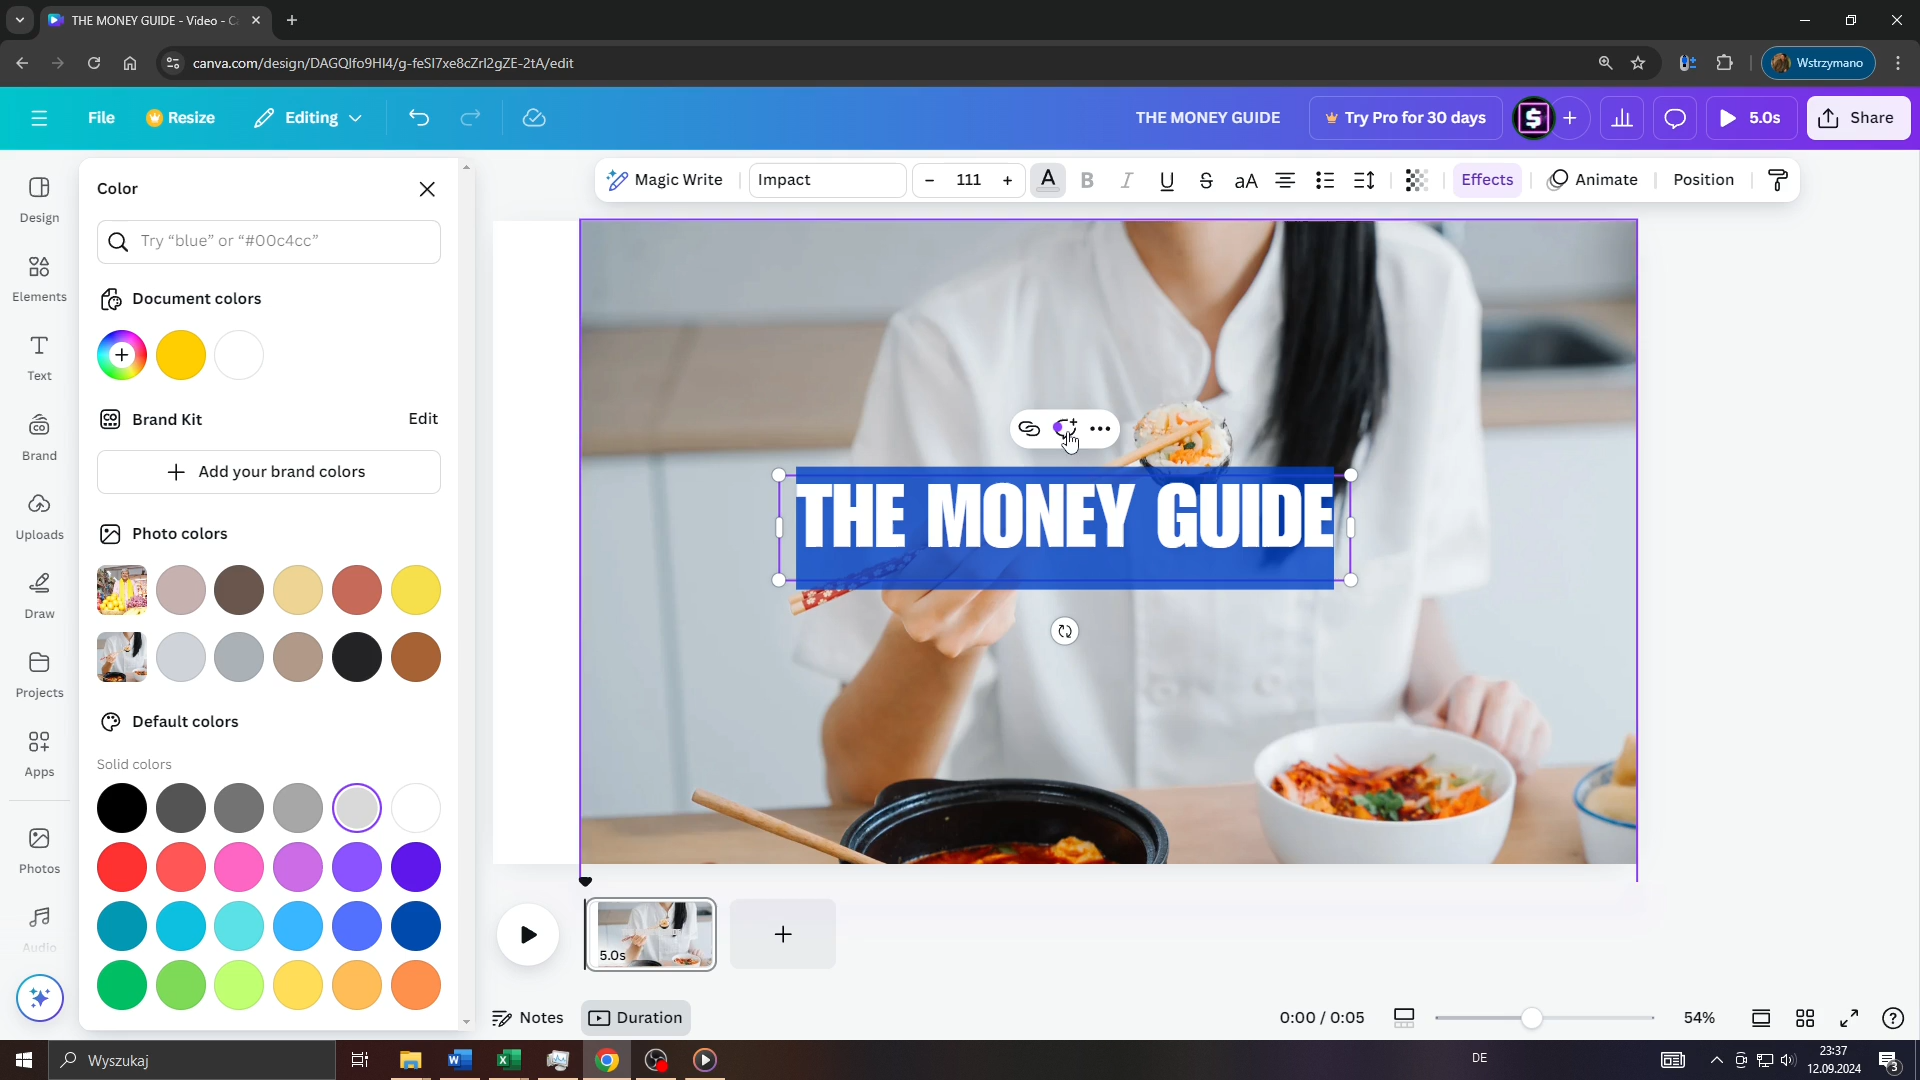 THE MONEY GUIDE - Video - C
canva.com/design/DAGQlfo9HI4/g-feSI7xe8cZrI2gZE-2tA/edit
Wstrzymano
File
Resize
Editing
THE MONEY GUIDE
Try Pro for 30 days
5.0s
Share
Magic Write
Impact
– 111 +
A
B
I
U
S
aA
Effects
Animate
Position
Design
Elements
Text
Brand
Uploads
Draw
Projects
Apps
Photos
Audio
Color
Try “blue” or “#00c4cc”
Document colors
Brand Kit
Edit
Add your brand colors
Photo colors
Default colors
Solid colors
THE MONEY GUIDE
5.0s
Notes
Duration
0:00 / 0:05
54%
Wyszukaj
DE
23:37
12.09.2024
3